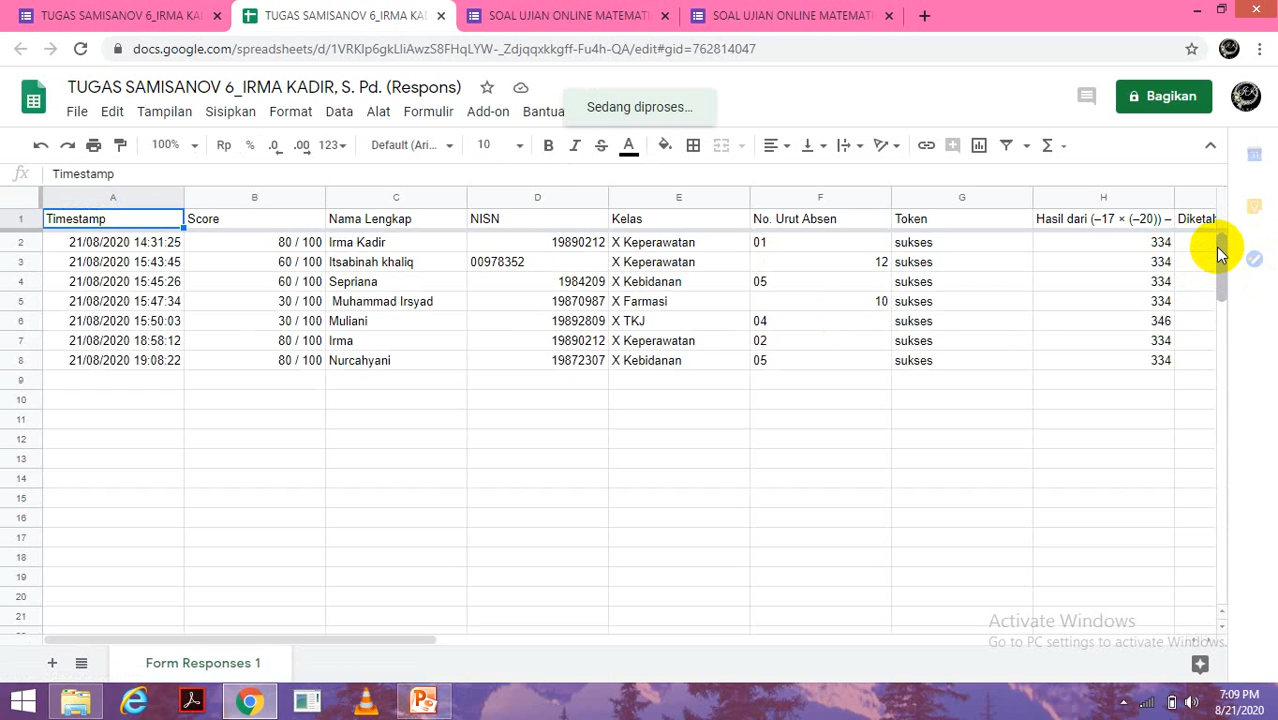 TUGAS SAMISANOV 6_IRMA KA
TUGAS SAMISANOV 6_IRMA KA
SOAL UJIAN ONLINE MATEMAT
SOAL UJIAN ONLINE MATEMAT
docs.google.com/spreadsheets/d/1VRKlp6gkLliAwzS8FHqLYW-_Zdjqqxkkgff-Fu4h-QA/edit#gid=762814047
TUGAS SAMISANOV 6_IRMA KADIR, S. Pd. (Respons)
Sedang diproses...
Bagikan
File Edit Tampilan Sisipkan Format Data Alat Formulir Add-on Bantua
100% Rp % .0 .00 123 Default (Ari... 10 B I S A
fx Timestamp
A B C D E F G H
1 Timestamp Score Nama Lengkap NISN Kelas No. Urut Absen Token Hasil dari (–17 × (–20)) – Diketah
2 21/08/2020 14:31:25 80 / 100 Irma Kadir 19890212 X Keperawatan 01 sukses 334
3 21/08/2020 15:43:45 60 / 100 Itsabinah khaliq 00978352 X Keperawatan 12 sukses 334
4 21/08/2020 15:45:26 60 / 100 Sepriana 1984209 X Kebidanan 05 sukses 334
5 21/08/2020 15:47:34 30 / 100 Muhammad Irsyad 19870987 X Farmasi 10 sukses 334
6 21/08/2020 15:50:03 30 / 100 Muliani 19892809 X TKJ 04 sukses 346
7 21/08/2020 18:58:12 80 / 100 Irma 19890212 X Keperawatan 02 sukses 334
8 21/08/2020 19:08:22 80 / 100 Nurcahyani 19872307 X Kebidanan 05 sukses 334
9
10
11
12
13
14
15
16
17
18
19
20
21
Activate Windows
Go to PC settings to activate Windows.
Form Responses 1
7:09 PM
8/21/2020